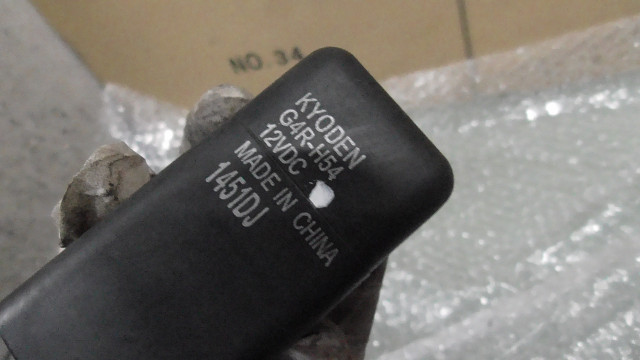 NO. 34
KYODEN
G4R-H54
12VDC
MADE IN CHINA
1451DJ